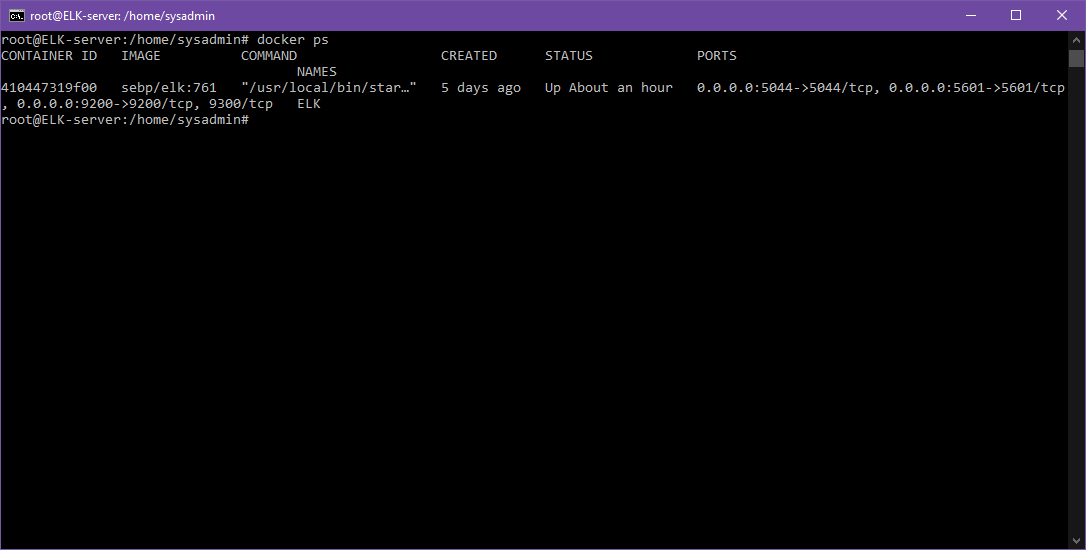 root@ELK-server: /home/sysadmin
root@ELK-server:/home/sysadmin# docker ps
CONTAINER ID   IMAGE          COMMAND                  CREATED      STATUS             PORTS
                                     NAMES
410447319f00   sebp/elk:761   "/usr/local/bin/star…"   5 days ago   Up About an hour   0.0.0.0:5044->5044/tcp, 0.0.0.0:5601->5601/tcp
, 0.0.0.0:9200->9200/tcp, 9300/tcp   ELK
root@ELK-server:/home/sysadmin#